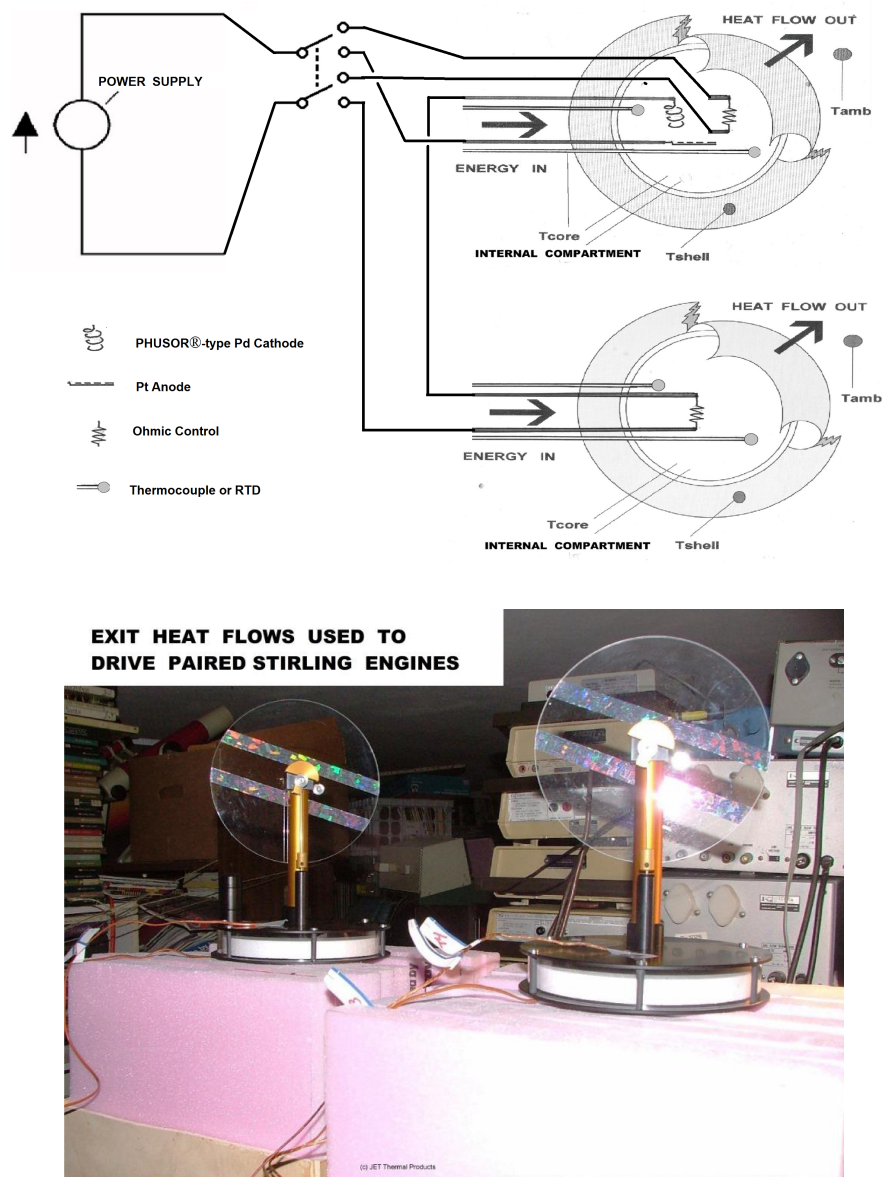 HEAT FLOW OUT
POWER SUPPLY
Tamb
ENERGY IN
Tcore
INTERNAL COMPARTMENT
Tshell
HEAT FLOW OUT
PHUSOR®-type Pd Cathode
Pt Anode
Tamb
Ohmic Control
ENERGY IN
Thermocouple or RTD
Tcore
INTERNAL COMPARTMENT
Tshell
EXIT HEAT FLOWS USED TO
DRIVE PAIRED STIRLING ENGINES
(c) JET Thermal Products